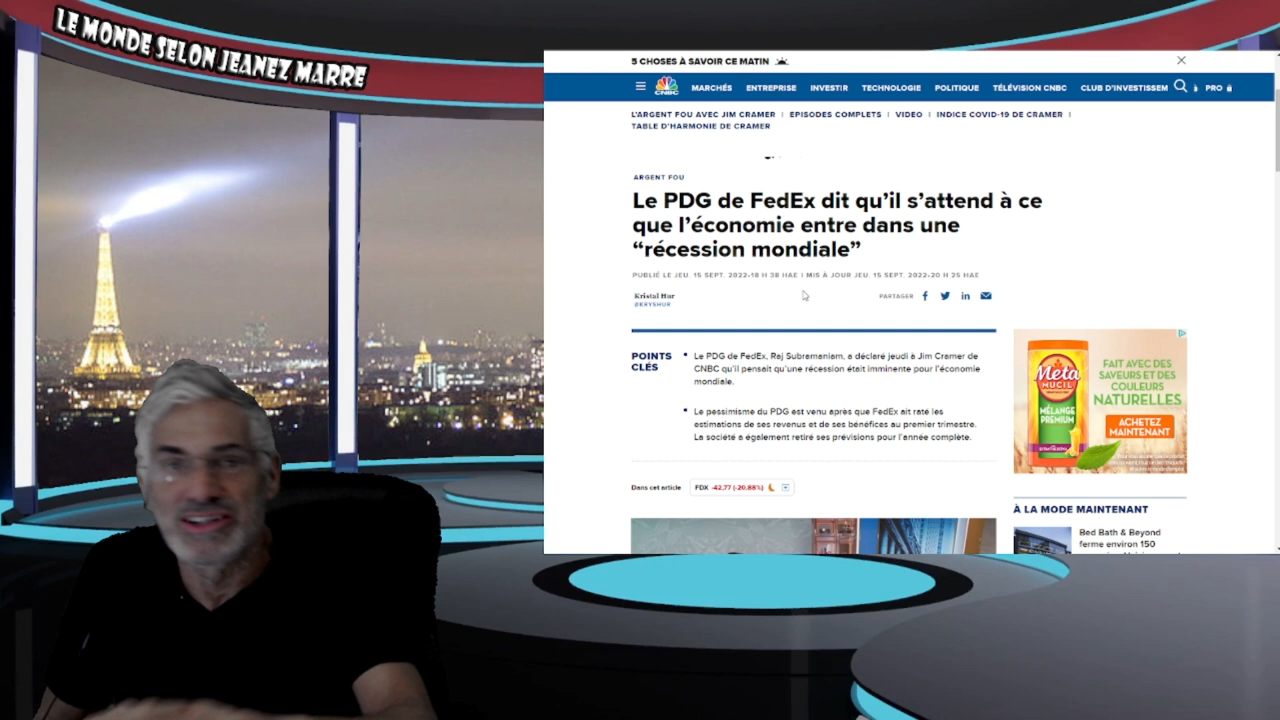 LE MONDE SELON JEANEZ MARRE
5 CHOSES À SAVOIR CE MATIN
CNBC
MARCHÉS ENTREPRISE INVESTIR TECHNOLOGIE POLITIQUE TÉLÉVISION CNBC CLUB D'INVESTISSEM PRO
L'ARGENT FOU AVEC JIM CRAMER | EPISODES COMPLETS | VIDEO | INDICE COVID-19 DE CRAMER |
TABLE D'HARMONIE DE CRAMER
ARGENT FOU
Le PDG de FedEx dit qu’il s’attend à ce
que l’économie entre dans une
“récession mondiale”
PUBLIÉ LE JEU. 15 SEPT. 2022-18 H 38 HAE | MIS À JOUR JEU. 15 SEPT. 2022-20 H 25 HAE
Kristal Hur
@KRYSHUR
PARTAGER
POINTS
CLÉS
Le PDG de FedEx, Raj Subramaniam, a déclaré jeudi à Jim Cramer de
CNBC qu'il pensait qu'une récession était imminente pour l'économie
mondiale.
Le pessimisme du PDG est venu après que FedEx ait raté les
estimations de ses revenus et de ses bénéfices au premier trimestre.
La société a également retiré ses prévisions pour l'année complète.
Dans cet article
FDX -42,77 (-20,88%)
Meta
MUCIL
MÉLANGE
PREMIUM
FAIT AVEC DES
SAVEURS ET DES
COULEURS
NATURELLES
ACHETEZ
MAINTENANT
À LA MODE MAINTENANT
Bed Bath & Beyond
ferme environ 150